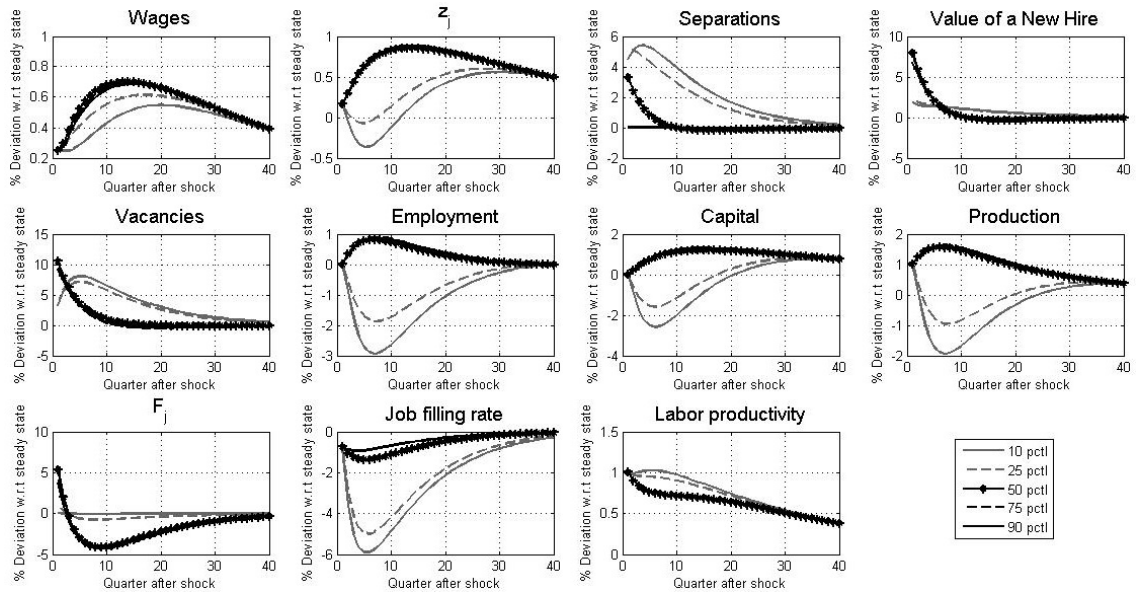 Wages
% Deviation w.r.t steady state
1
0.8
0.6
0.4
0.2
0 10 20 30 40
Quarter after shock
z_j
% Deviation w.r.t steady state
1
0.5
0
-0.5
0 10 20 30 40
Quarter after shock
Separations
% Deviation w.r.t steady state
6
4
2
0
-2
0 10 20 30 40
Quarter after shock
Value of a New Hire
% Deviation w.r.t steady state
10
5
0
-5
0 10 20 30 40
Quarter after shock
Vacancies
% Deviation w.r.t steady state
15
10
5
0
-5
0 10 20 30 40
Quarter after shock
Employment
% Deviation w.r.t steady state
1
0
-1
-2
-3
0 10 20 30 40
Quarter after shock
Capital
% Deviation w.r.t steady state
2
0
-2
-4
0 10 20 30 40
Quarter after shock
Production
% Deviation w.r.t steady state
2
1
0
-1
-2
0 10 20 30 40
Quarter after shock
F_j
% Deviation w.r.t steady state
10
5
0
-5
0 10 20 30 40
Quarter after shock
Job filling rate
% Deviation w.r.t steady state
0
-2
-4
-6
0 10 20 30 40
Quarter after shock
Labor productivity
% Deviation w.r.t steady state
1.5
1
0.5
0
0 10 20 30 40
Quarter after shock
10 pctl
25 pctl
50 pctl
75 pctl
90 pctl